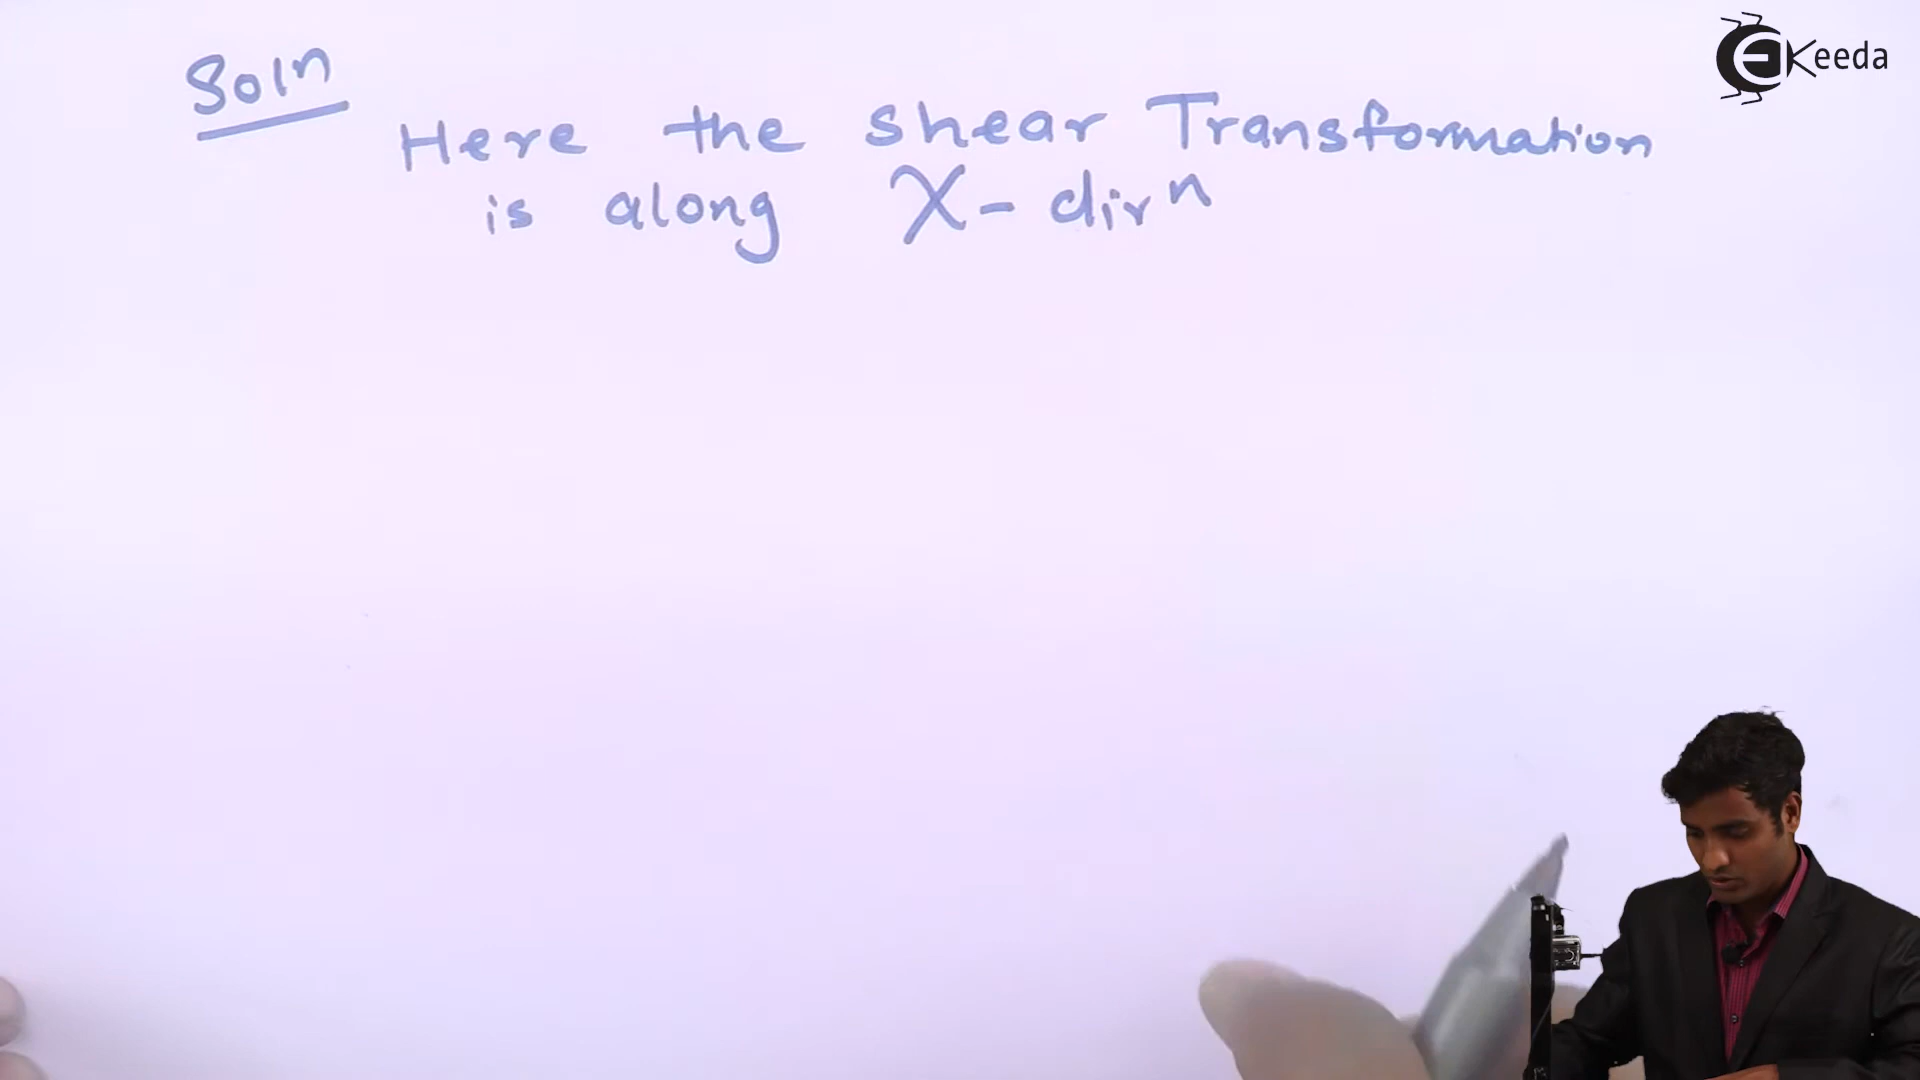 Soln
Here the shear Transformation
is along X-dirⁿ
EKeeda